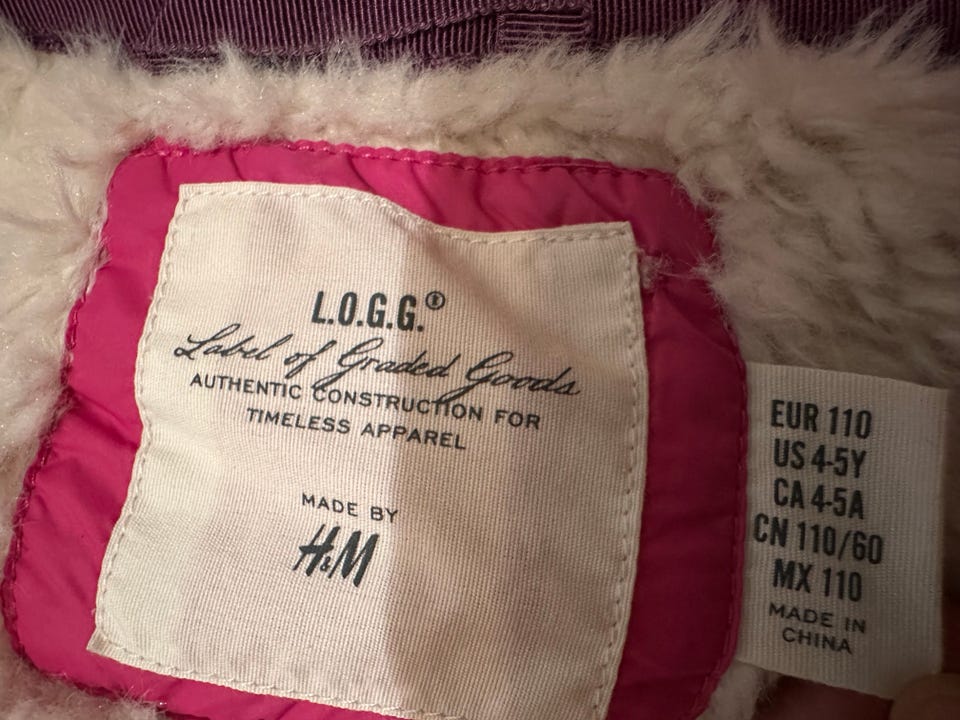 L.O.G.G.®
Label of Graded Goods
AUTHENTIC CONSTRUCTION FOR
TIMELESS APPAREL
MADE BY
H&M
EUR 110
US 4-5Y
CA 4-5A
CN 110/60
MX 110
MADE IN
CHINA